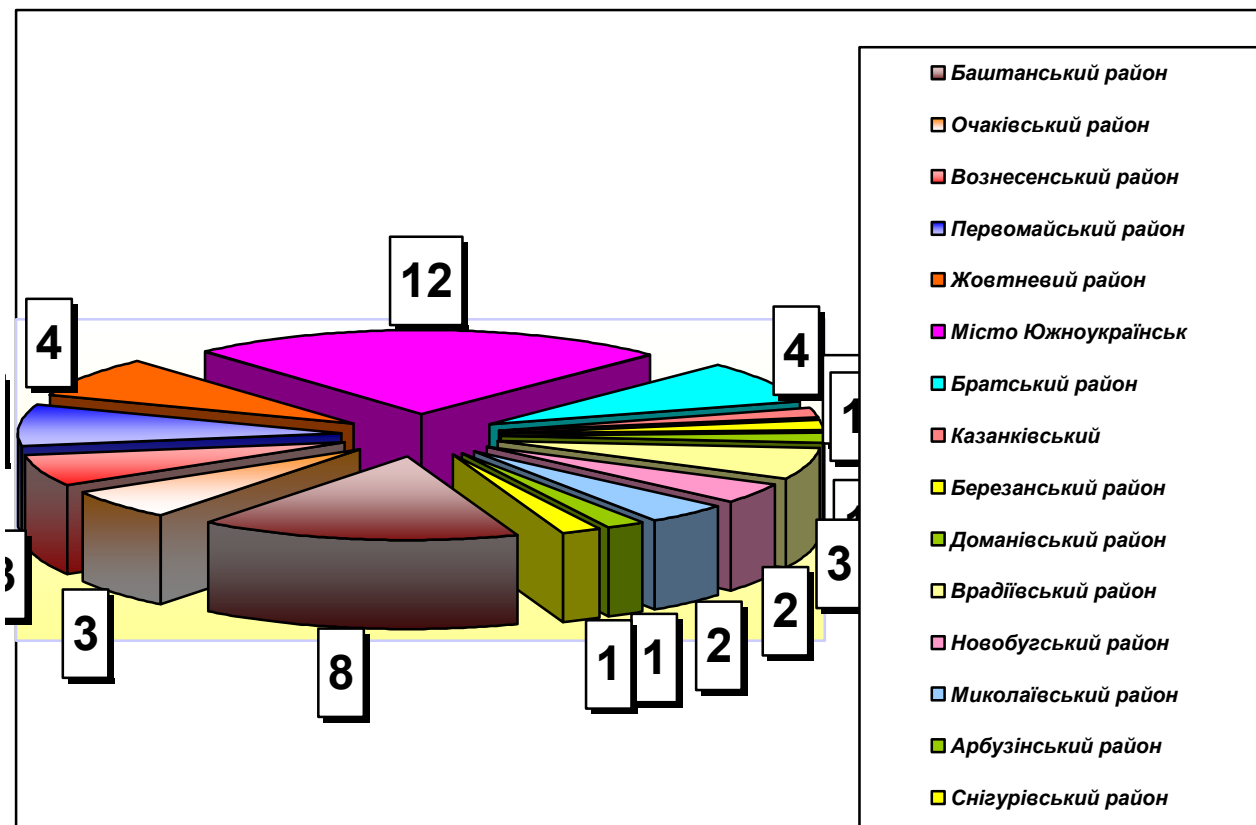 12
4
4
1
3
3
3
8
1
1
2
2
Баштанський район
Очаківський район
Вознесенський район
Первомайський район
Жовтневий район
Місто Южноукраїнськ
Братський район
Казанківський
Березанський район
Доманівський район
Врадіївський район
Новобугський район
Миколаївський район
Арбузінський район
Снігурівський район